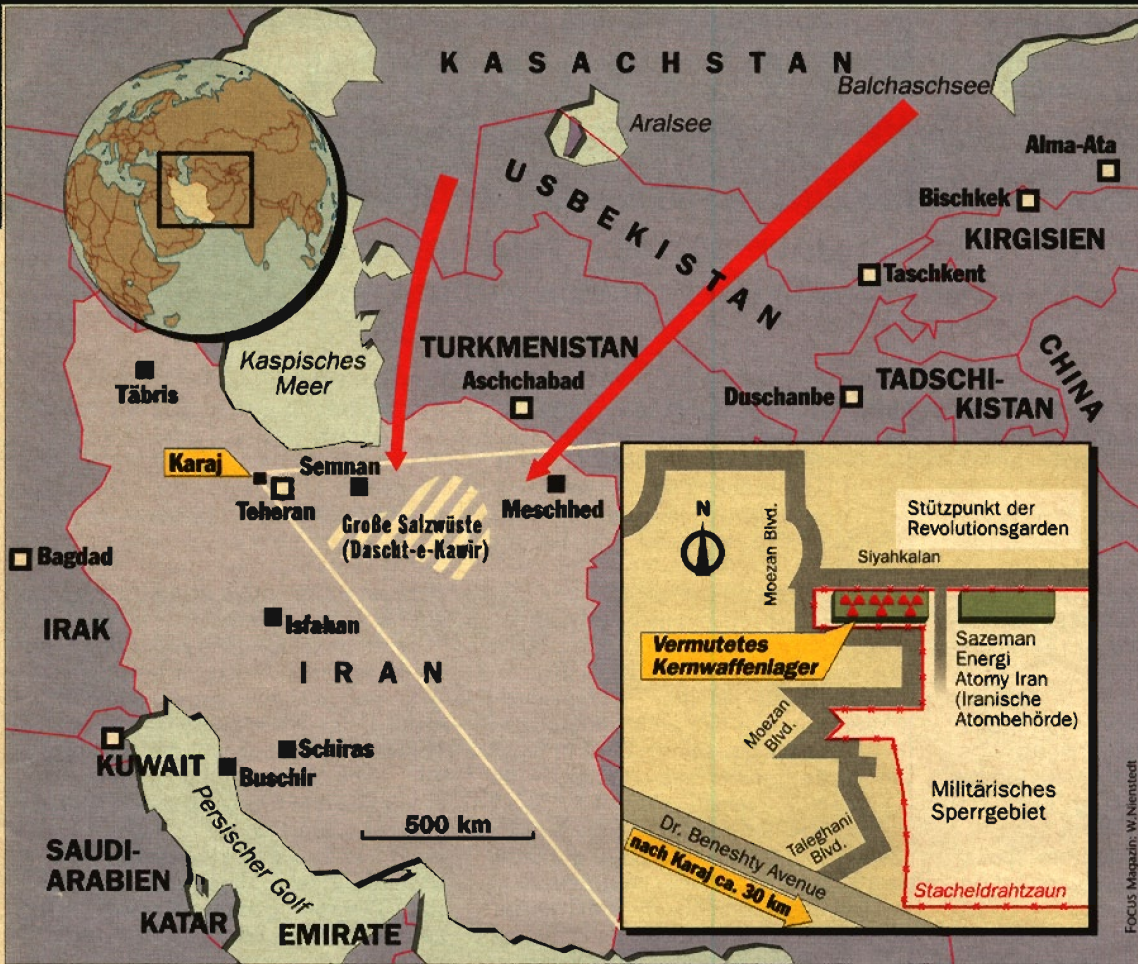 KASACHSTAN
Balchaschsee
Aralsee
Alma-Ata
USBEKISTAN
Bischkek
KIRGISIEN
Taschkent
TURKMENISTAN
Kaspisches
Meer
CHINA
Aschchabad
Täbris
Duschanbe
TADSCHI-
KISTAN
Karaj
Semnan
Teheran
Große Salzwüste
(Dascht-e-Kawir)
Meschhed
Bagdad
IRAK
Isfahan
IRAN
KUWAIT
Schiras
Buschir
Persischer Golf
500 km
SAUDI-
ARABIEN
KATAR
EMIRATE
N
Moezan Blvd.
Stützpunkt der
Revolutionsgarden
Siyahkalan
Vermutetes
Kernwaffenlager
Sazeman
Energi
Atomy Iran
(Iranische
Atombehörde)
Moezan
Blvd.
Militärisches
Sperrgebiet
Taleghani
Blvd.
Dr. Beneshty Avenue
nach Karaj ca. 30 km
Stacheldrahtzaun
FOCUS Magazin: W. Nienstedt